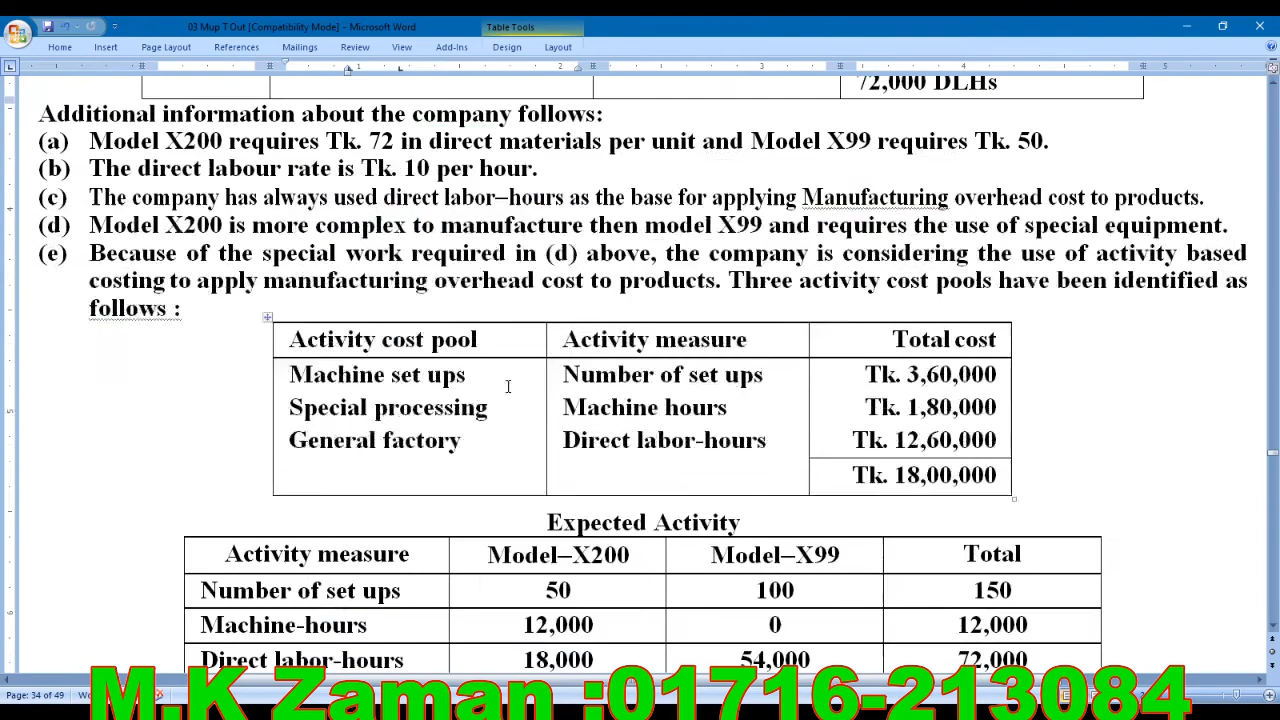 03 Mup T Out [Compatibility Mode] – Microsoft Word
Table Tools
Home Insert Page Layout References Mailings Review View Add-Ins Design Layout
1 2 3 4 5
72,000 DLHs
Additional information about the company follows:
(a) Model X200 requires Tk. 72 in direct materials per unit and Model X99 requires Tk. 50.
(b) The direct labour rate is Tk. 10 per hour.
(c) The company has always used direct labor–hours as the base for applying Manufacturing overhead cost to products.
(d) Model X200 is more complex to manufacture then model X99 and requires the use of special equipment.
(e) Because of the special work required in (d) above, the company is considering the use of activity based
costing to apply manufacturing overhead cost to products. Three activity cost pools have been identified as
follows :
Activity cost pool Activity measure Total cost
Machine set ups Number of set ups Tk. 3,60,000
Special processing Machine hours Tk. 1,80,000
General factory Direct labor-hours Tk. 12,60,000
Tk. 18,00,000
Expected Activity
Activity measure Model–X200 Model–X99 Total
Number of set ups 50 100 150
Machine-hours 12,000 0 12,000
Direct labor-hours 18,000 54,000 72,000
M.K Zaman :01716-213084
Page: 34 of 49